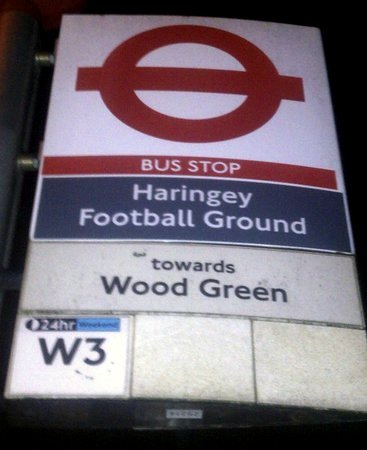 BUS STOP
Haringey
Football Ground
towards
Wood Green
24hr Weekend
W3